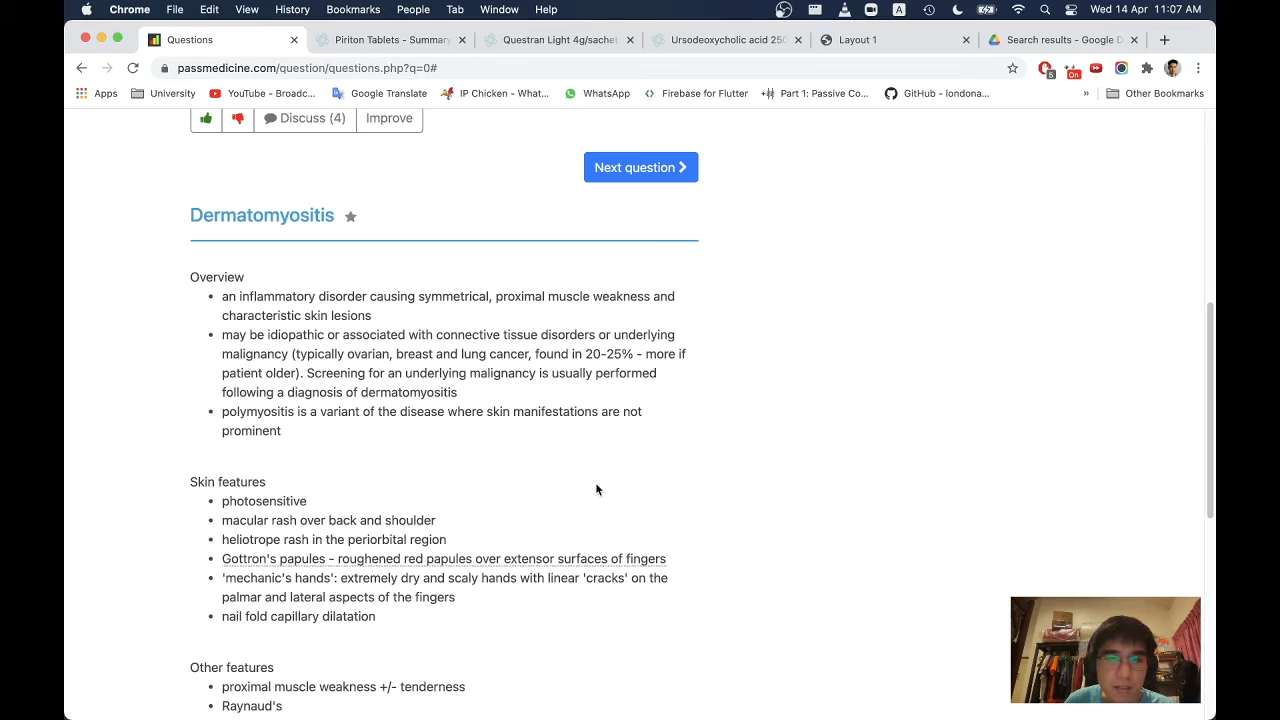 Chrome File Edit View History Bookmarks People Tab Window Help
A
Wed 14 Apr 11:07 AM
Questions
Piriton Tablets - Summary
Questran Light 4g/sachet
Ursodeoxycholic acid 250
about 1
Search results - Google D
passmedicine.com/question/questions.php?q=0#
5
On
Apps
University
YouTube - Broadc...
Google Translate
IP Chicken - What...
WhatsApp
Firebase for Flutter
Part 1: Passive Co...
GitHub - londona...
»
Other Bookmarks
Discuss (4)
Improve
Next question
Dermatomyositis
Overview
• an inflammatory disorder causing symmetrical, proximal muscle weakness and
characteristic skin lesions
• may be idiopathic or associated with connective tissue disorders or underlying
malignancy (typically ovarian, breast and lung cancer, found in 20-25% - more if
patient older). Screening for an underlying malignancy is usually performed
following a diagnosis of dermatomyositis
• polymyositis is a variant of the disease where skin manifestations are not
prominent
Skin features
• photosensitive
• macular rash over back and shoulder
• heliotrope rash in the periorbital region
• Gottron's papules - roughened red papules over extensor surfaces of fingers
• 'mechanic's hands': extremely dry and scaly hands with linear 'cracks' on the
palmar and lateral aspects of the fingers
• nail fold capillary dilatation
Other features
• proximal muscle weakness +/- tenderness
• Raynaud's